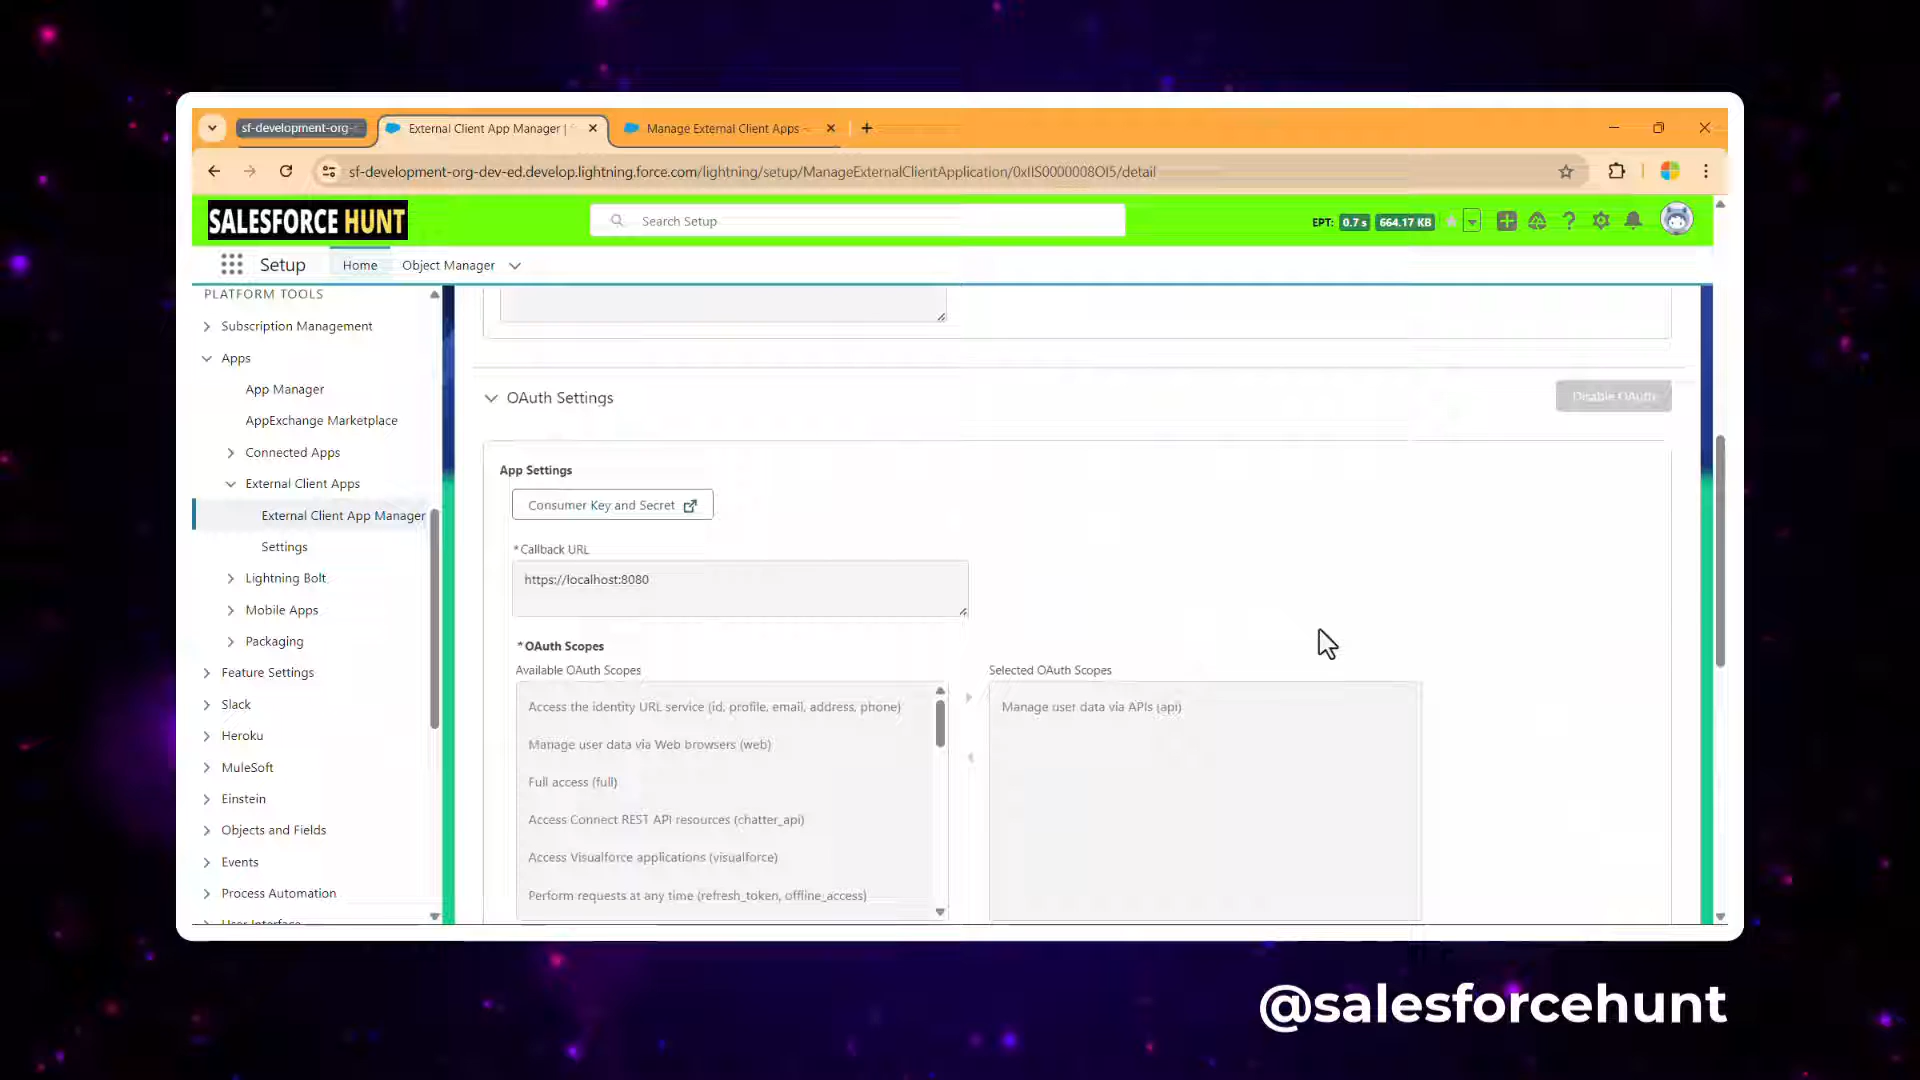 sf-development-org-
External Client App Manager |
Manage External Client Apps -
sf-development-org-dev-ed.develop.lightning.force.com/lightning/setup/ManageExternalClientApplication/0xIIS0000008OI5/detail
SALESFORCE HUNT
Search Setup
EPT: 0.7 s 664.17 KB
Setup
Home
Object Manager
PLATFORM TOOLS
Subscription Management
Apps
App Manager
AppExchange Marketplace
Connected Apps
External Client Apps
External Client App Manager
Settings
Lightning Bolt
Mobile Apps
Packaging
Feature Settings
Slack
Heroku
MuleSoft
Einstein
Objects and Fields
Events
Process Automation
User Interface
OAuth Settings
Disable OAuth
App Settings
Consumer Key and Secret
* Callback URL
https://localhost:8080
* OAuth Scopes
Available OAuth Scopes
Access the identity URL service (id, profile, email, address, phone)
Manage user data via Web browsers (web)
Full access (full)
Access Connect REST API resources (chatter_api)
Access Visualforce applications (visualforce)
Perform requests at any time (refresh_token, offline_access)
Selected OAuth Scopes
Manage user data via APIs (api)
@salesforcehunt